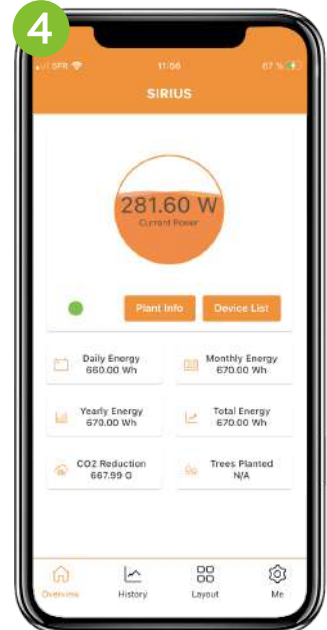 4
SFR 11:56 67 %
SIRIUS
281.60 W
Current Power
Plant Info Device List
Daily Energy
660.00 Wh
Monthly Energy
670.00 Wh
Yearly Energy
670.00 Wh
Total Energy
670.00 Wh
CO2 Reduction
667.99 G
Trees Planted
N/A
Overview History Layout Me